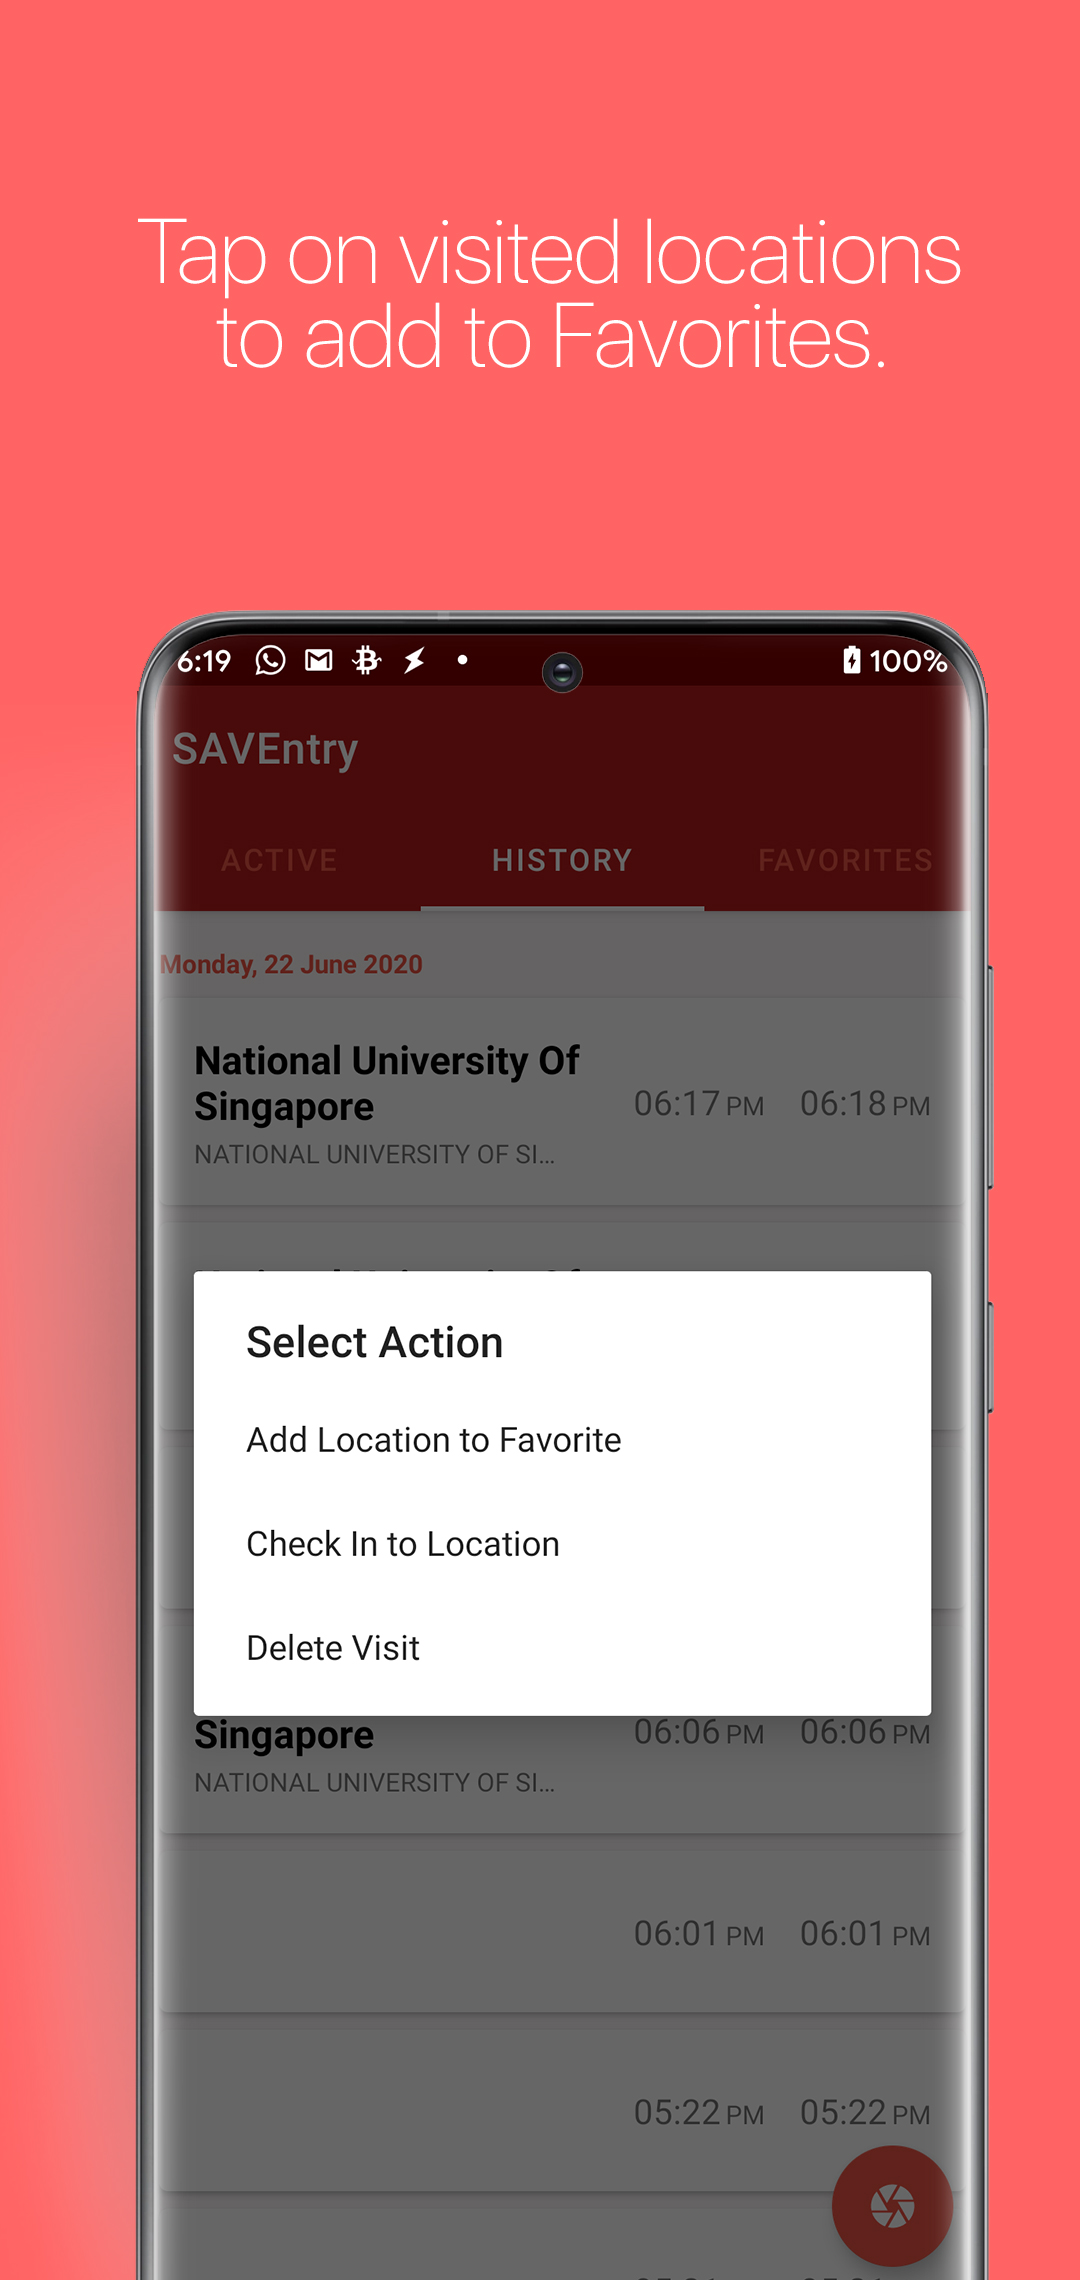 Tap on visited locations
to add to Favorites.
6:19
100%
SAVEntry
ACTIVE HISTORY FAVORITES
Monday, 22 June 2020
National University Of
Singapore
06:17 PM 06:18 PM
NATIONAL UNIVERSITY OF SI...
Select Action
Add Location to Favorite
Check In to Location
Delete Visit
Singapore
06:06 PM 06:06 PM
NATIONAL UNIVERSITY OF SI...
06:01 PM 06:01 PM
05:22 PM 05:22 PM